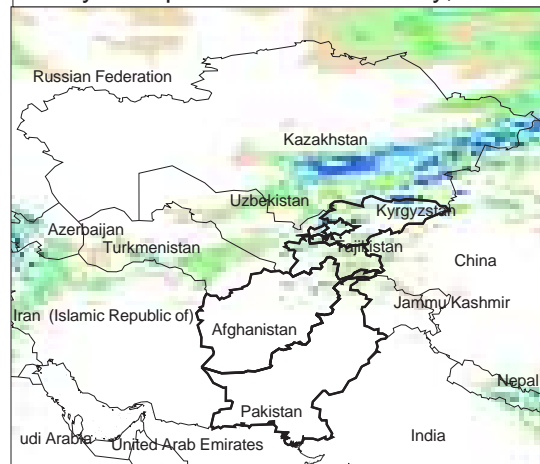 Russian Federation
Kazakhstan
Uzbekistan
Kyrgyzstan
Azerbaijan
Turkmenistan
Tajikistan
China
Jammu/Kashmir
Iran (Islamic Republic of)
Afghanistan
Nepal
Pakistan
udi Arabia
United Arab Emirates
India